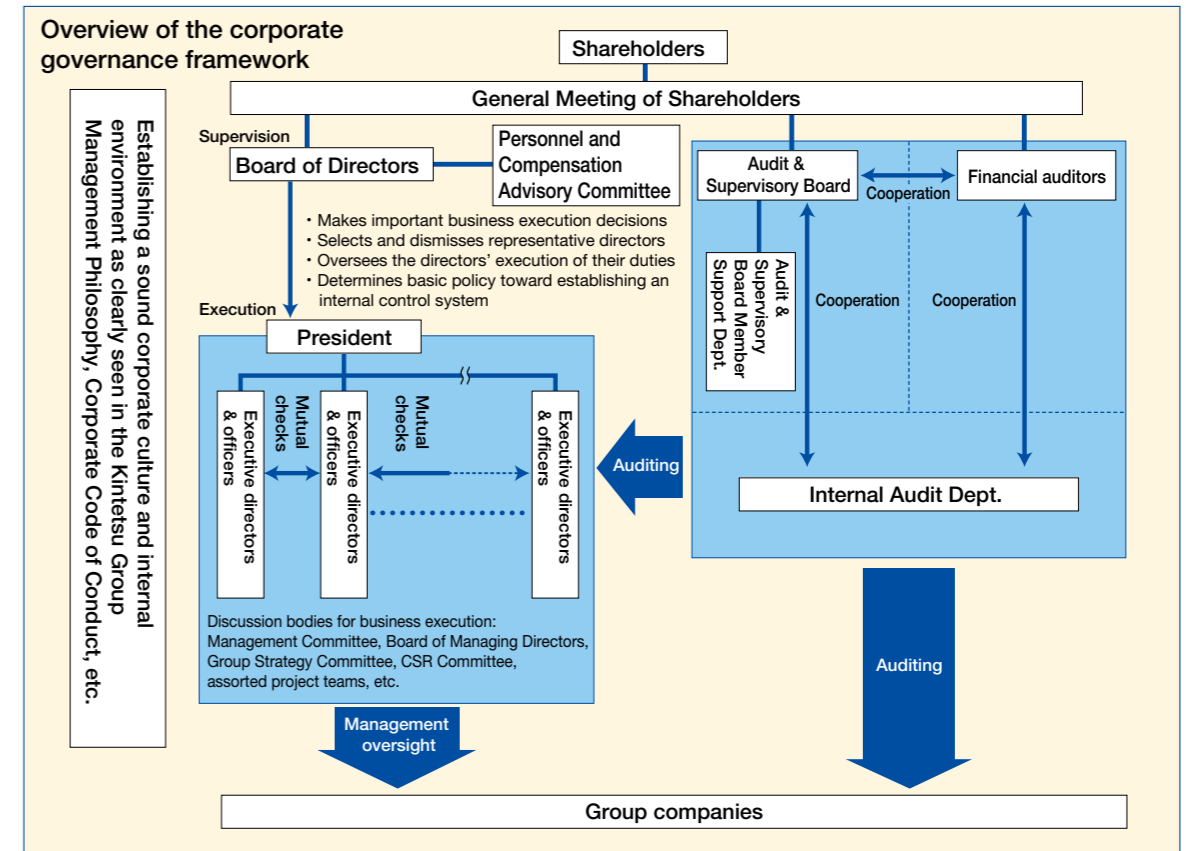 Overview of the corporate
governance framework
Shareholders
General Meeting of Shareholders
Establishing a sound corporate culture and internal
environment as clearly seen in the Kintetsu Group
Management Philosophy, Corporate Code of Conduct, etc.
Supervision
Board of Directors
Personnel and
Compensation
Advisory Committee
• Makes important business execution decisions
• Selects and dismisses representative directors
• Oversees the directors’ execution of their duties
• Determines basic policy toward establishing an
internal control system
Execution
President
Executive directors
& officers
Mutual
checks
Executive directors
& officers
Mutual
checks
Executive directors
& officers
Discussion bodies for business execution:
Management Committee, Board of Managing Directors,
Group Strategy Committee, CSR Committee,
assorted project teams, etc.
Audit &
Supervisory Board
Cooperation
Financial auditors
Audit &
Supervisory
Board Member
Support Dept.
Cooperation
Cooperation
Internal Audit Dept.
Auditing
Auditing
Management
oversight
Group companies